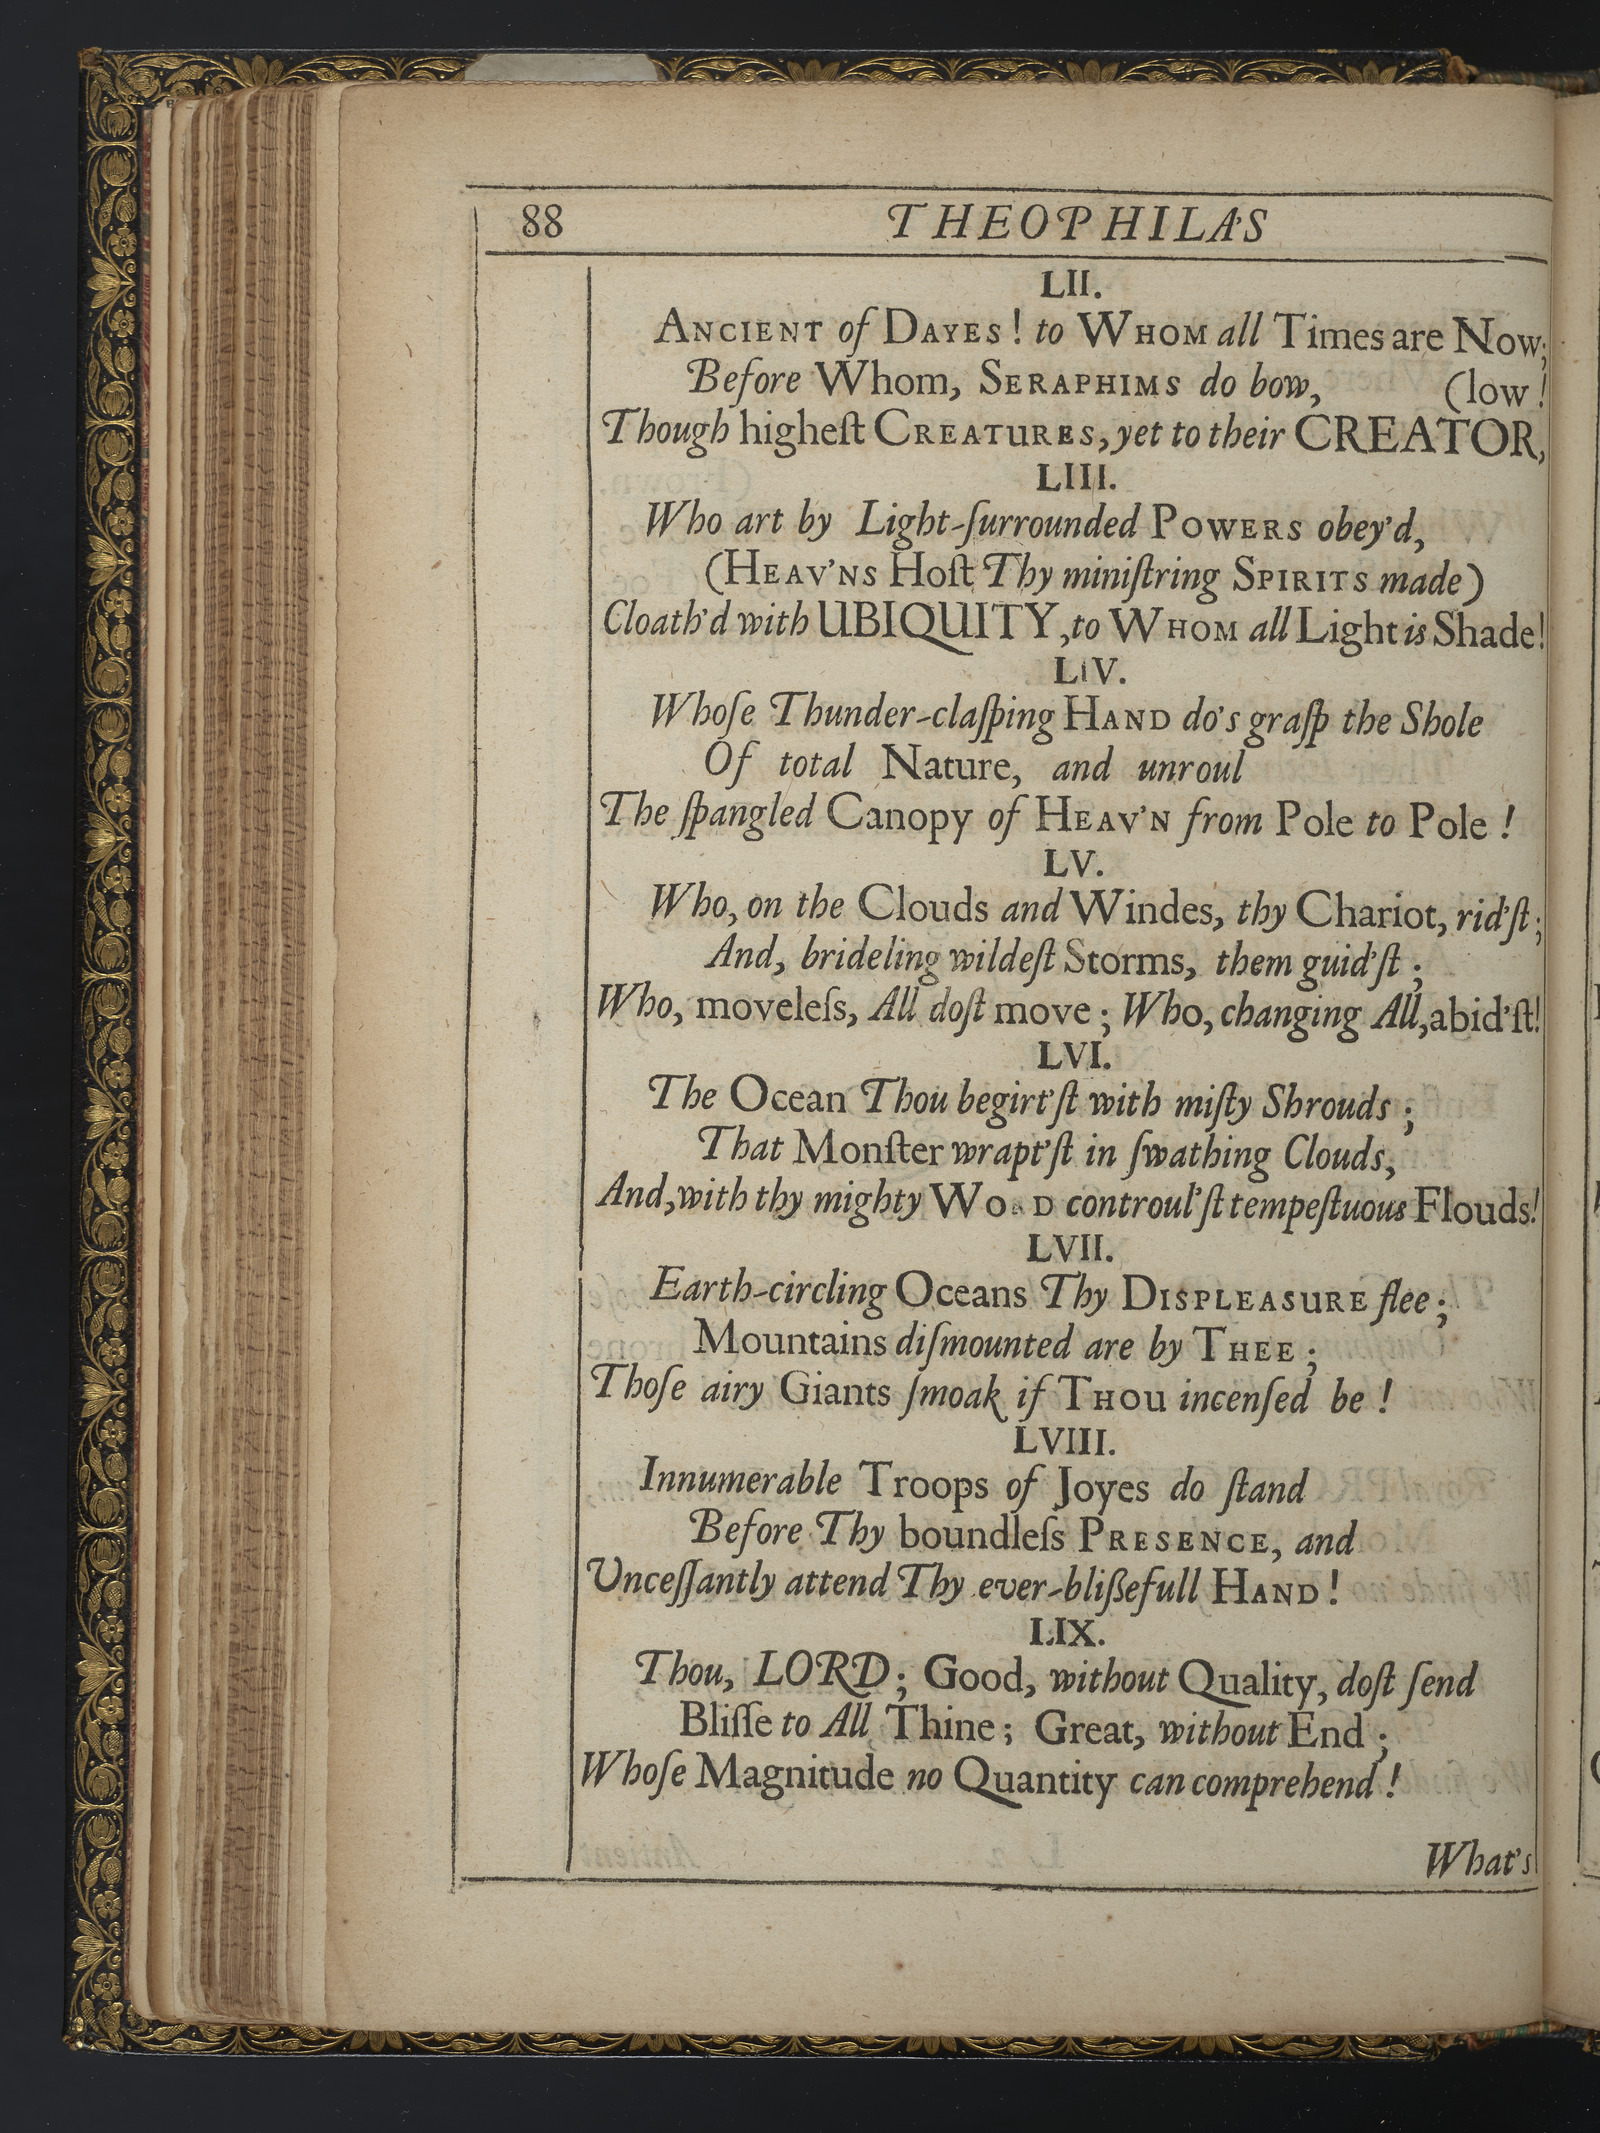 88 THEOPHILA'S
LII.
ANCIENT of DAYES! to WHOM all Times are Now;
Before Whom, SERAPHIMS do bow, (low!
Though higheſt CREATURES, yet to their CREATOR,
LIII.
Who art by Light-ſurrounded POWERS obey'd,
(HEAV'NS Hoſt Thy miniſtring SPIRITS made)
Cloath'd with UBIQUITY, to WHOM all Light is Shade!
LIV.
Whoſe Thunder-claſping HAND do's graſp the Shole
Of total Nature, and unroul
The ſpangled Canopy of HEAV'N from Pole to Pole!
LV.
Who, on the Clouds and Windes, thy Chariot, rid'ſt;
And, brideling wildeſt Storms, them guid'ſt;
Who, moveleſs, All doſt move; Who, changing All, abid'ſt!
LVI.
The Ocean Thou begirt'ſt with miſty Shrouds;
That Monſter wrapt'ſt in ſwathing Clouds,
And, with thy mighty WORD controul'ſt tempeſtuous Flouds!
LVII.
Earth-circling Oceans Thy DISPLEASURE flee;
Mountains diſmounted are by THEE;
Thoſe airy Giants ſmoak if THOU incenſed be!
LVIII.
Innumerable Troops of Joyes do ſtand
Before Thy boundleſs PRESENCE, and
Unceſſantly attend Thy ever-blißefull HAND!
LIX.
Thou, LORD; Good, without Quality, doſt ſend
Bliſſe to All Thine; Great, without End;
Whoſe Magnitude no Quantity can comprehend!
What's